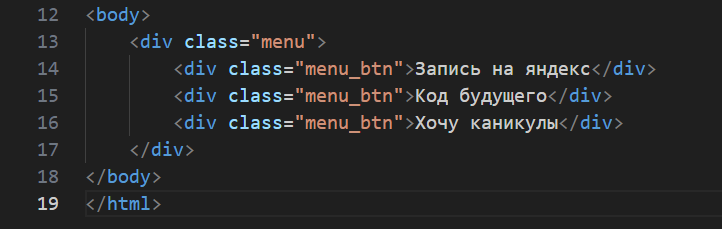 12 <body>
13 <div class="menu">
14 <div class="menu_btn">Запись на яндекс</div>
15 <div class="menu_btn">Код будущего</div>
16 <div class="menu_btn">Хочу каникулы</div>
17 </div>
18 </body>
19 </html>